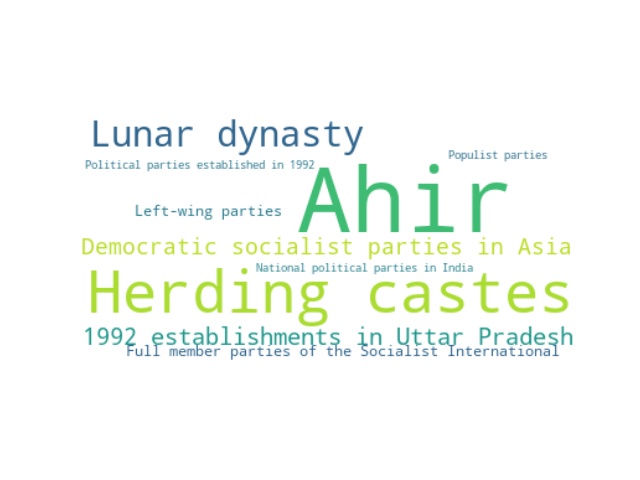 Lunar dynasty
Populist parties
Political parties established in 1992
Ahir
Left-wing parties
Democratic socialist parties in Asia
National political parties in India
Herding castes
1992 establishments in Uttar Pradesh
Full member parties of the Socialist International